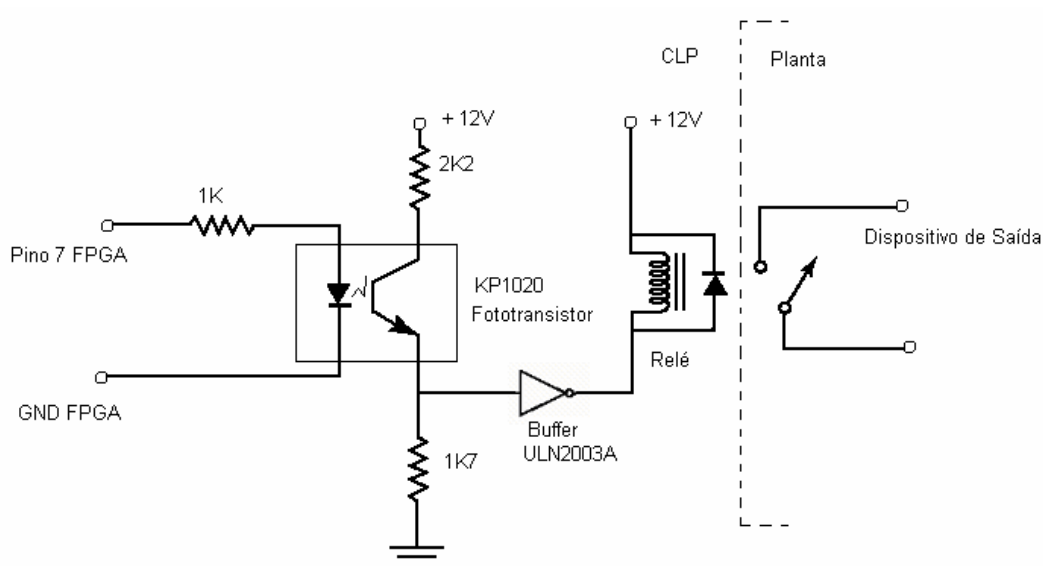 CLP
Planta
+ 12V
+ 12V
2K2
1K
Pino 7 FPGA
Dispositivo de Saída
KP1020
Fototransistor
Relé
GND FPGA
Buffer
ULN2003A
1K7